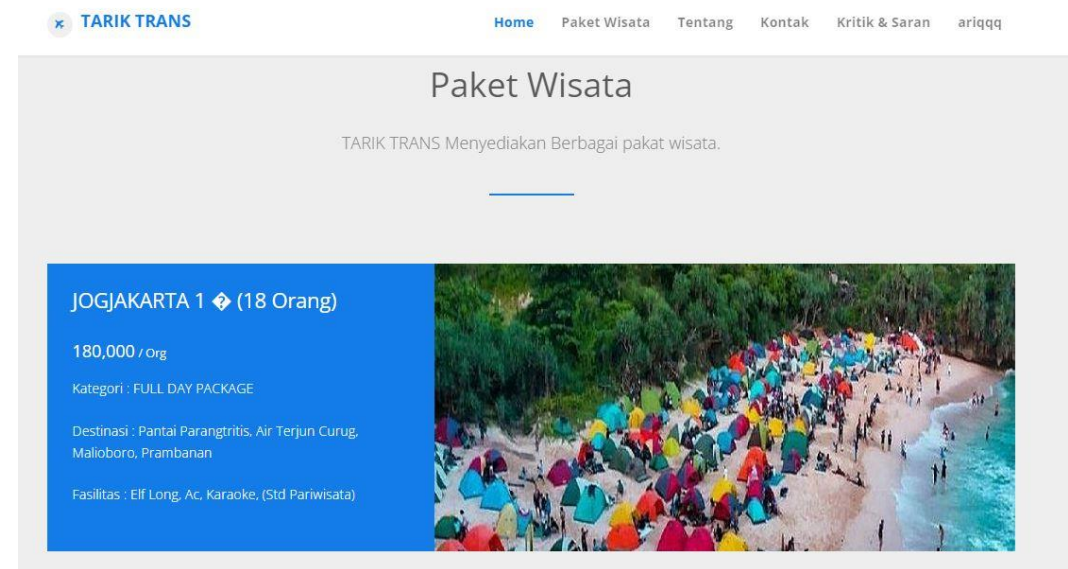 TARIK TRANS
Home Paket Wisata Tentang Kontak Kritik & Saran ariqqq
Paket Wisata
TARIK TRANS Menyediakan Berbagai pakat wisata.
JOGJAKARTA 1 � (18 Orang)
180,000 / Org
Kategori : FULL DAY PACKAGE
Destinasi : Pantai Parangtritis, Air Terjun Curug,
Malioboro, Prambanan
Fasilitas : Elf Long, Ac, Karaoke, (Std Pariwisata)